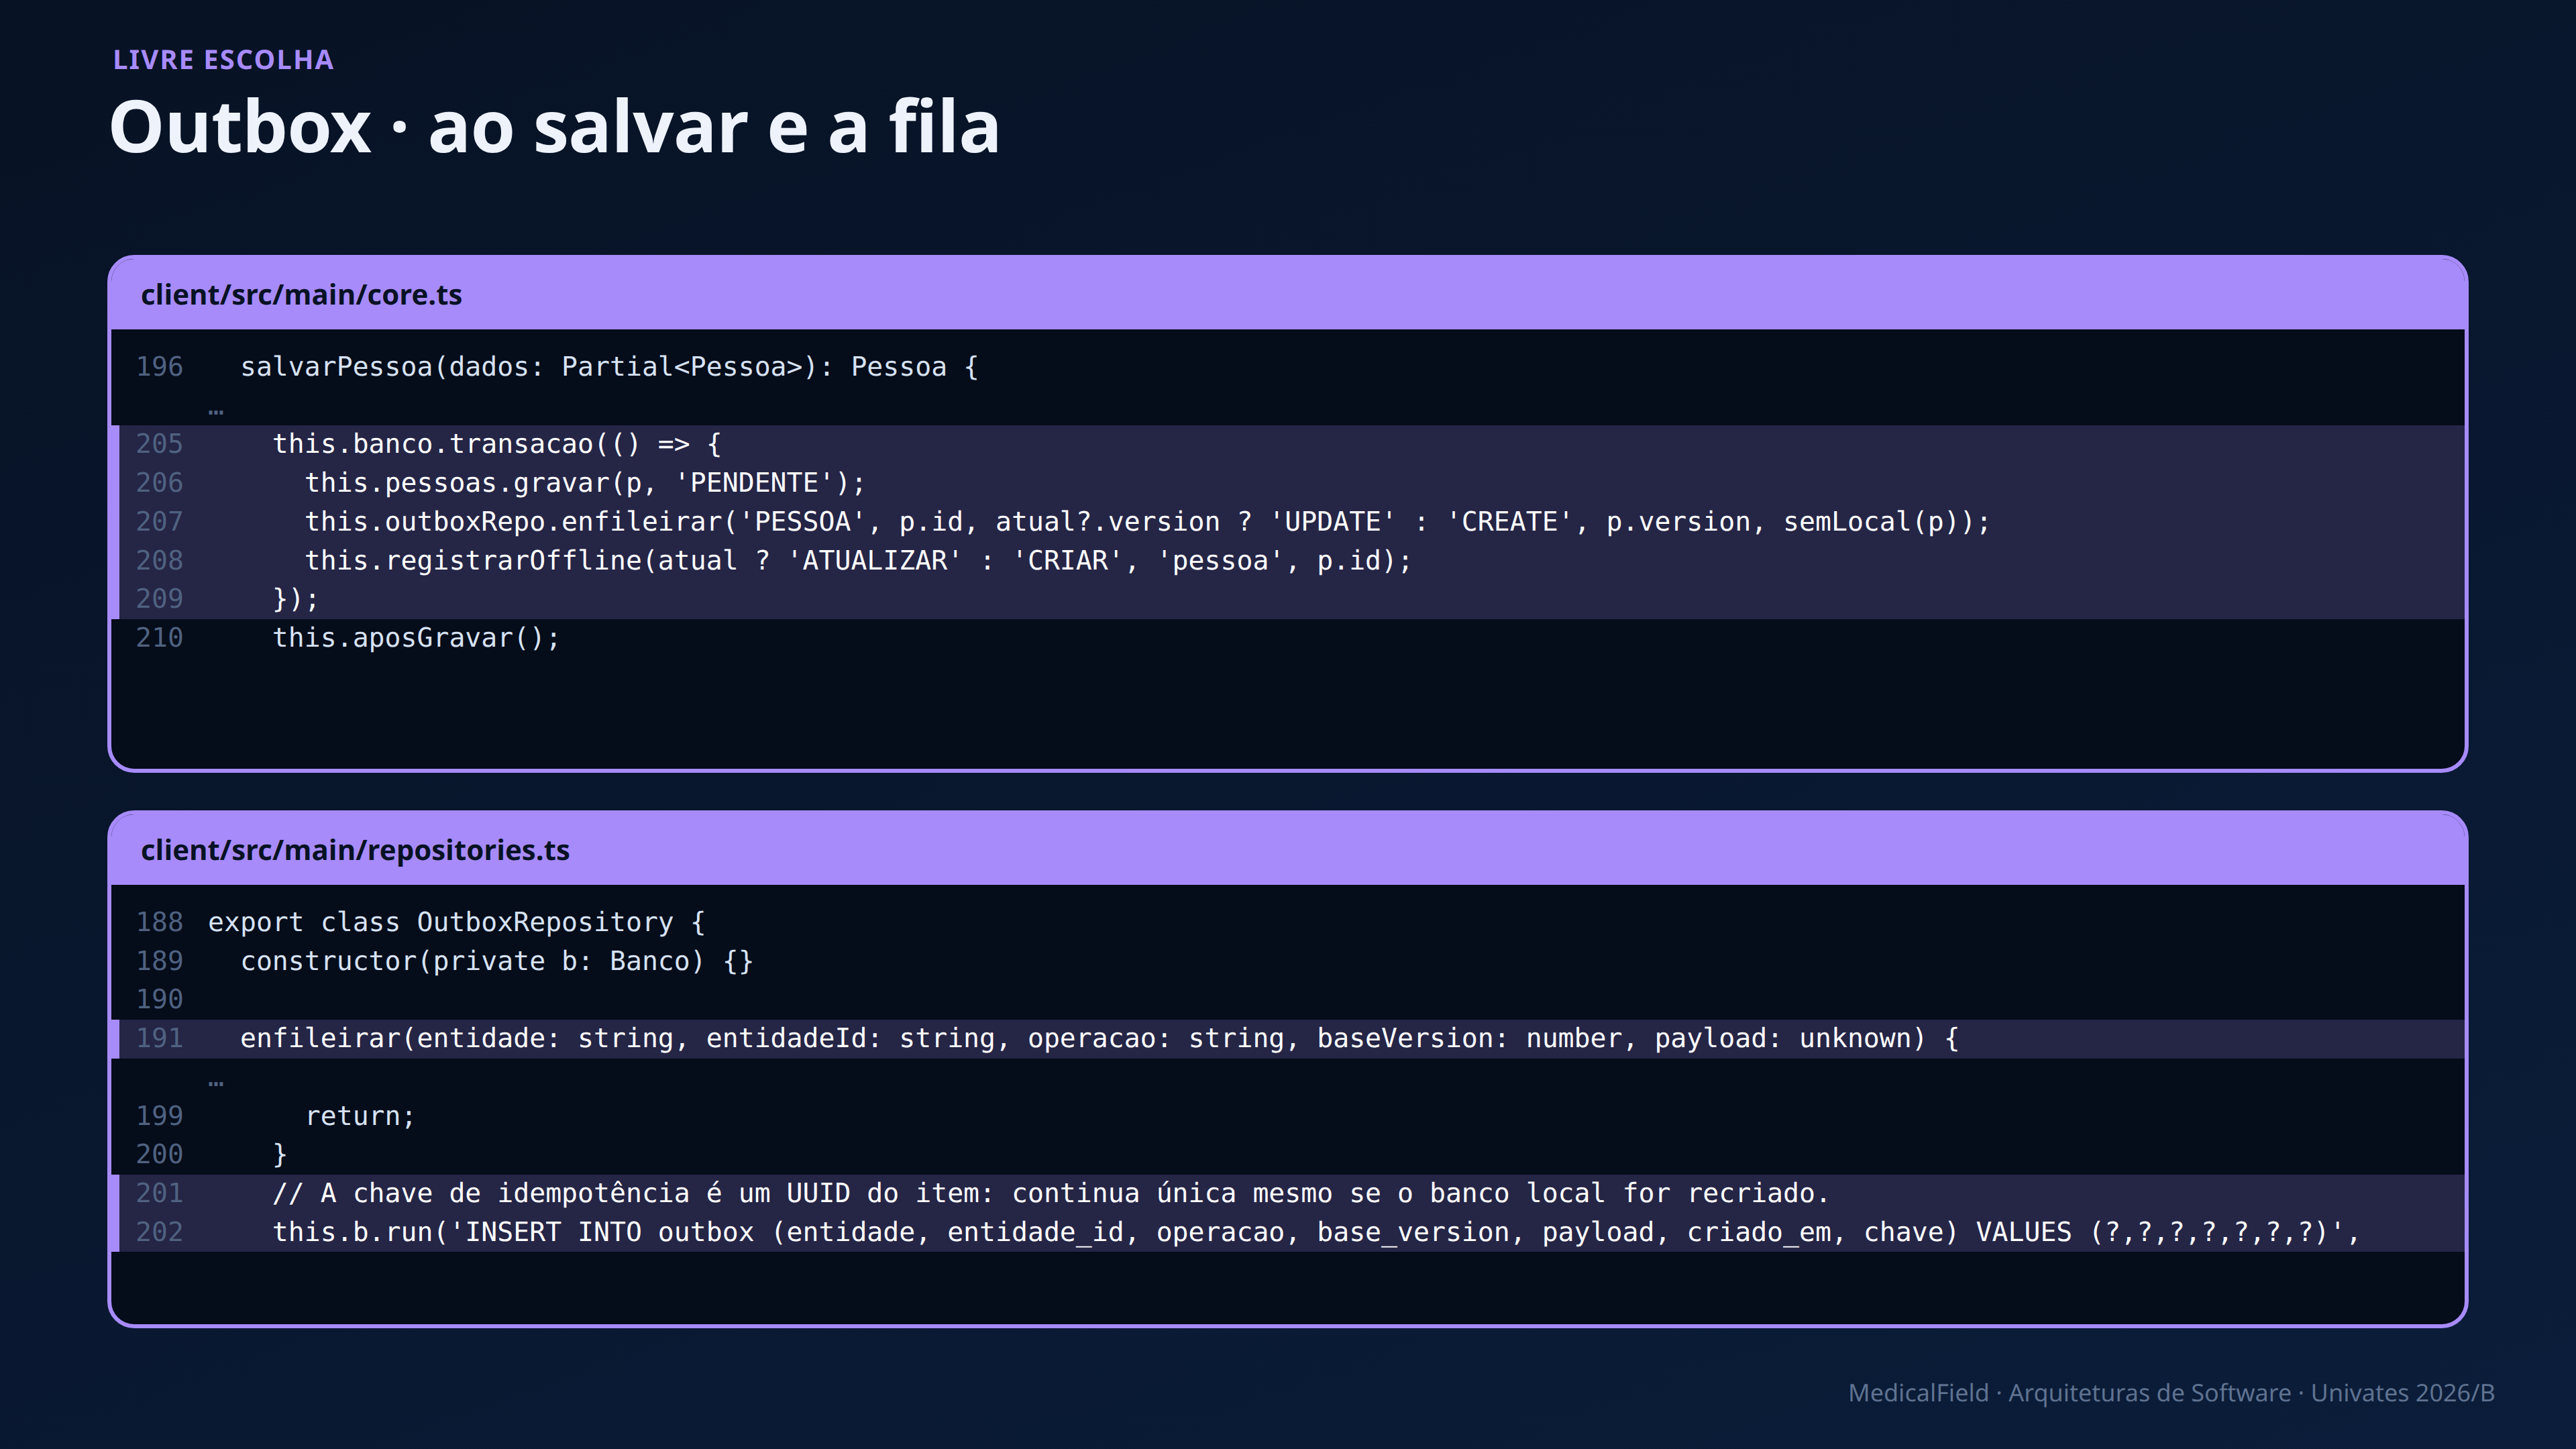 LIVRE ESCOLHA
Outbox · ao salvar e a fila
client/src/main/core.ts
196   salvarPessoa(dados: Partial<Pessoa>): Pessoa {
…
205     this.banco.transacao(() => {
206       this.pessoas.gravar(p, 'PENDENTE');
207       this.outboxRepo.enfileirar('PESSOA', p.id, atual?.version ? 'UPDATE' : 'CREATE', p.version, semLocal(p));
208       this.registrarOffline(atual ? 'ATUALIZAR' : 'CRIAR', 'pessoa', p.id);
209     });
210     this.aposGravar();
client/src/main/repositories.ts
188 export class OutboxRepository {
189   constructor(private b: Banco) {}
190
191   enfileirar(entidade: string, entidadeId: string, operacao: string, baseVersion: number, payload: unknown) {
…
199       return;
200     }
201     // A chave de idempotência é um UUID do item: continua única mesmo se o banco local for recriado.
202     this.b.run('INSERT INTO outbox (entidade, entidade_id, operacao, base_version, payload, criado_em, chave) VALUES (?,?,?,?,?,?,?)',
MedicalField · Arquiteturas de Software · Univates 2026/B